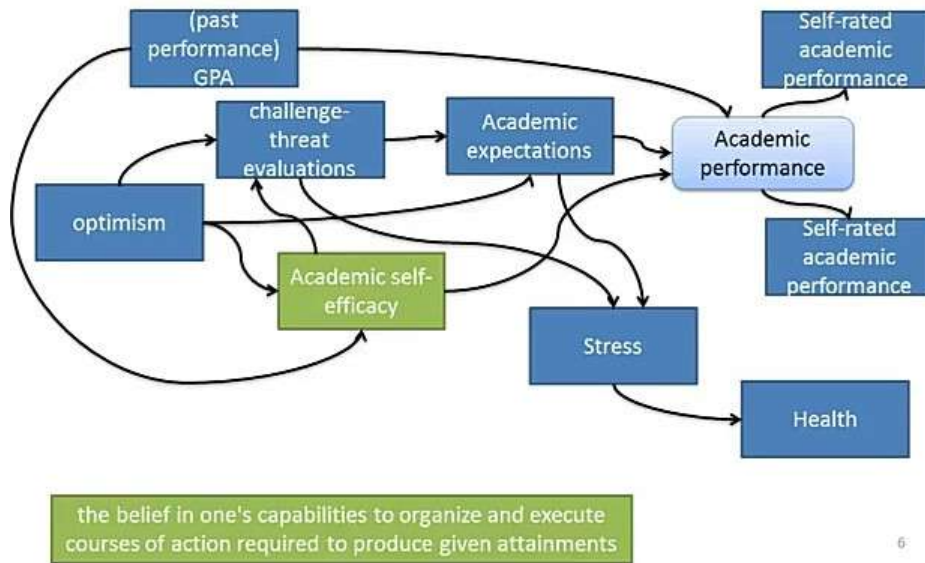 (past
performance)
GPA
Self-rated
academic
performance
challenge-
threat
evaluations
Academic
expectations
Academic
performance
optimism
Self-rated
academic
performance
Academic self-
efficacy
Stress
Health
the belief in one's capabilities to organize and execute
courses of action required to produce given attainments
6